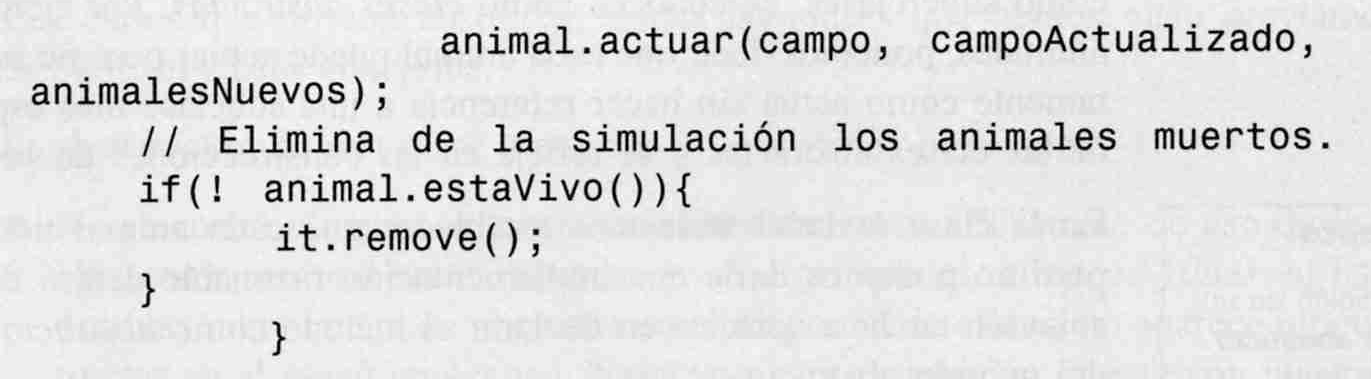 animal.actuar(campo, campoActualizado,
animalesNuevos);
// Elimina de la simulación los animales muertos.
if(! animal.estaVivo()){
it.remove();
}
}